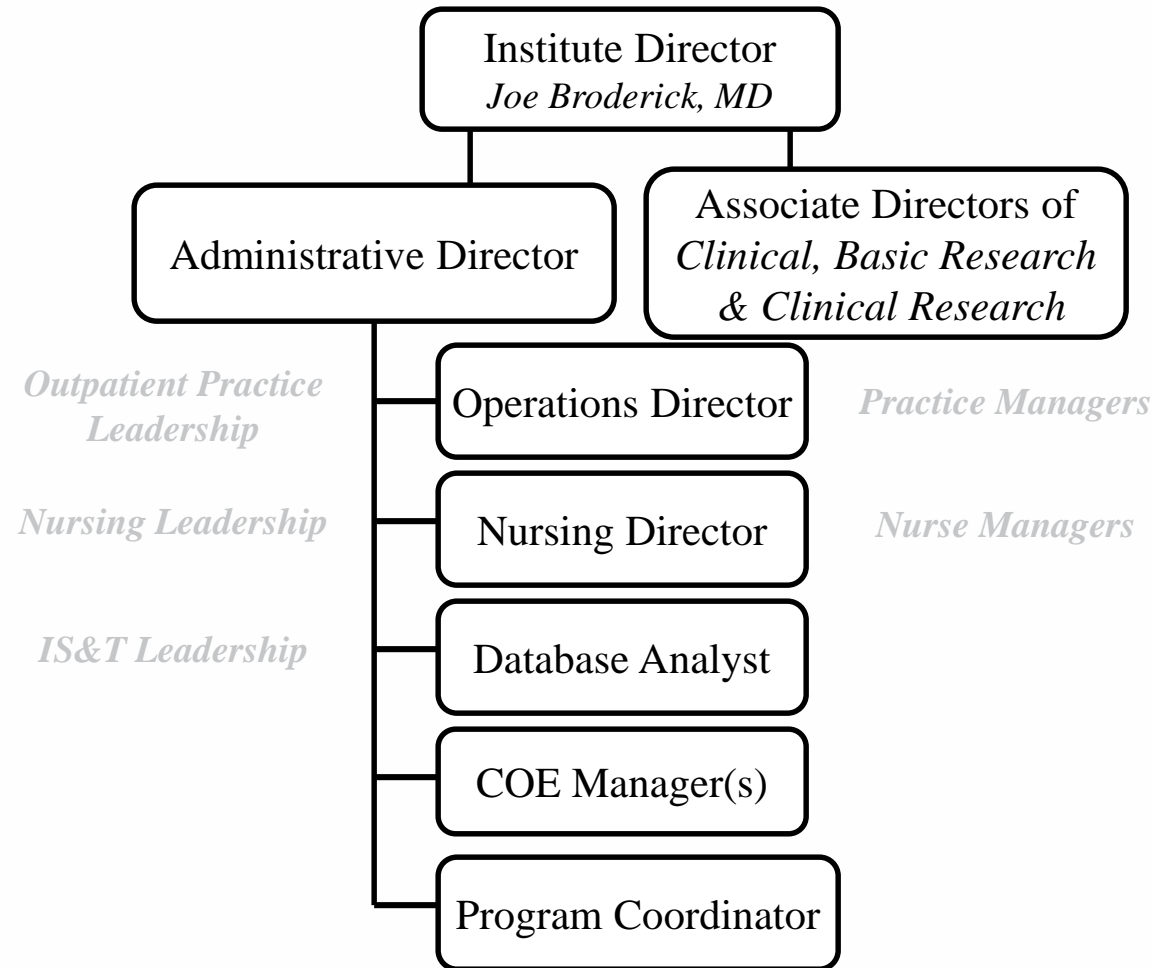 Institute Director
Joe Broderick, MD
Administrative Director
Associate Directors of
Clinical, Basic Research
& Clinical Research
Outpatient Practice
Leadership
Operations Director
Practice Managers
Nursing Leadership
Nursing Director
Nurse Managers
IS&T Leadership
Database Analyst
COE Manager(s)
Program Coordinator